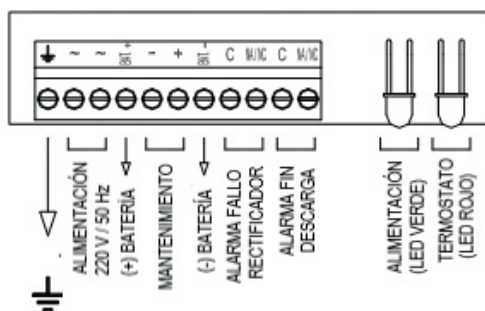 ~ ~ BAT. + - + BAT. - C NA/NC C NA/NC
ALIMENTACIÓN
220 V / 50 Hz
(+) BATERÍA
MANTENIMIENTO
(-) BATERÍA
ALARMA FALLO
RECTIFICADOR
ALARMA FIN
DESCARGA
ALIMENTACIÓN
(LED VERDE)
TERMOSTATO
(LED ROJO)